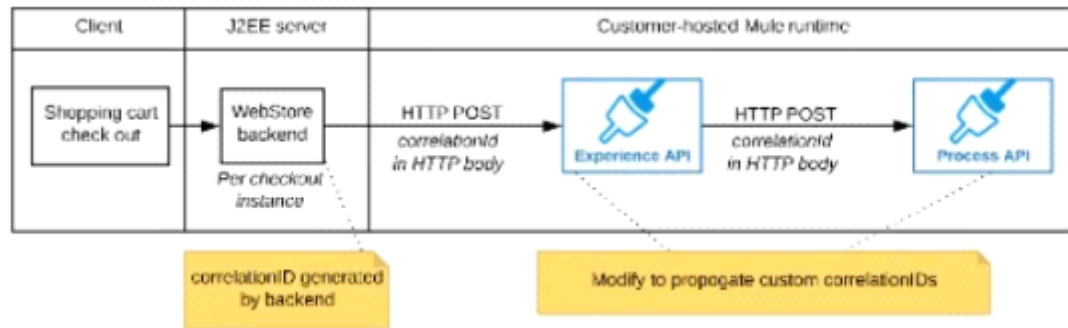 Client
J2EE server
Customer-hosted Mule runtime
Shopping cart
check out
WebStore
backend
Per checkout
instance
HTTP POST
correlationId
in HTTP body
Experience API
HTTP POST
correlationId
in HTTP body
Process API
correlationID generated
by backend
Modify to propogate custom correlationIDs